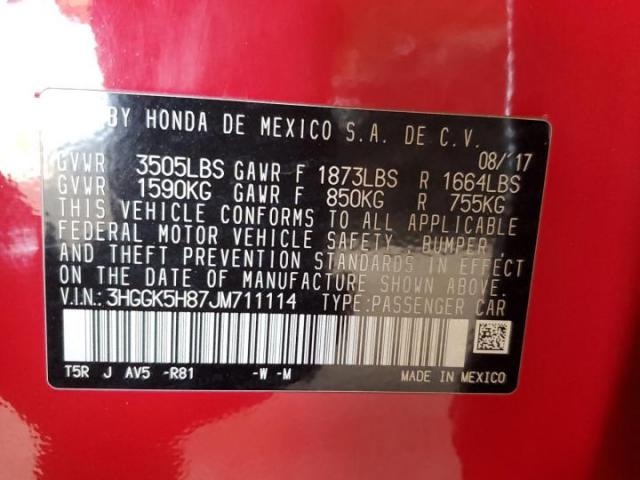 BY HONDA DE MEXICO S.A. DE C.V.
08/'17
GVWR 3505LBS GAWR F 1873LBS R 1664LBS
GVWR 1590KG GAWR F 850KG R 755KG
THIS VEHICLE CONFORMS TO ALL APPLICABLE
FEDERAL MOTOR VEHICLE SAFETY , BUMPER ,
AND THEFT PREVENTION STANDARDS IN EFFECT
ON THE DATE OF MANUFACTURE SHOWN ABOVE.
V.I.N.: 3HGGK5H87JM711114 TYPE:PASSENGER CAR
T5R J AV5 -R81 -W -M MADE IN MEXICO